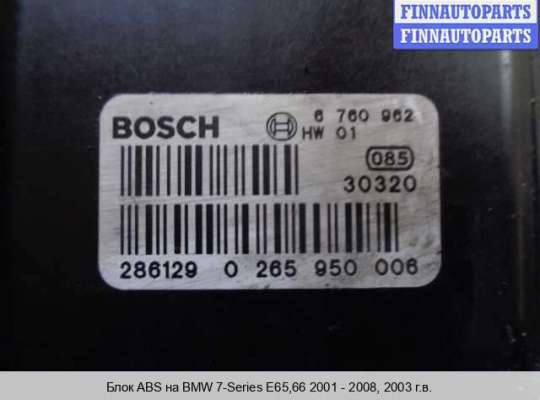 FINNAUTOPARTS
FINNAUTOPARTS
BOSCH
6 760 962
HW 01
085
30320
286129 0 265 950 006
Блок ABS на BMW 7-Series E65,66 2001 - 2008, 2003 г.в.